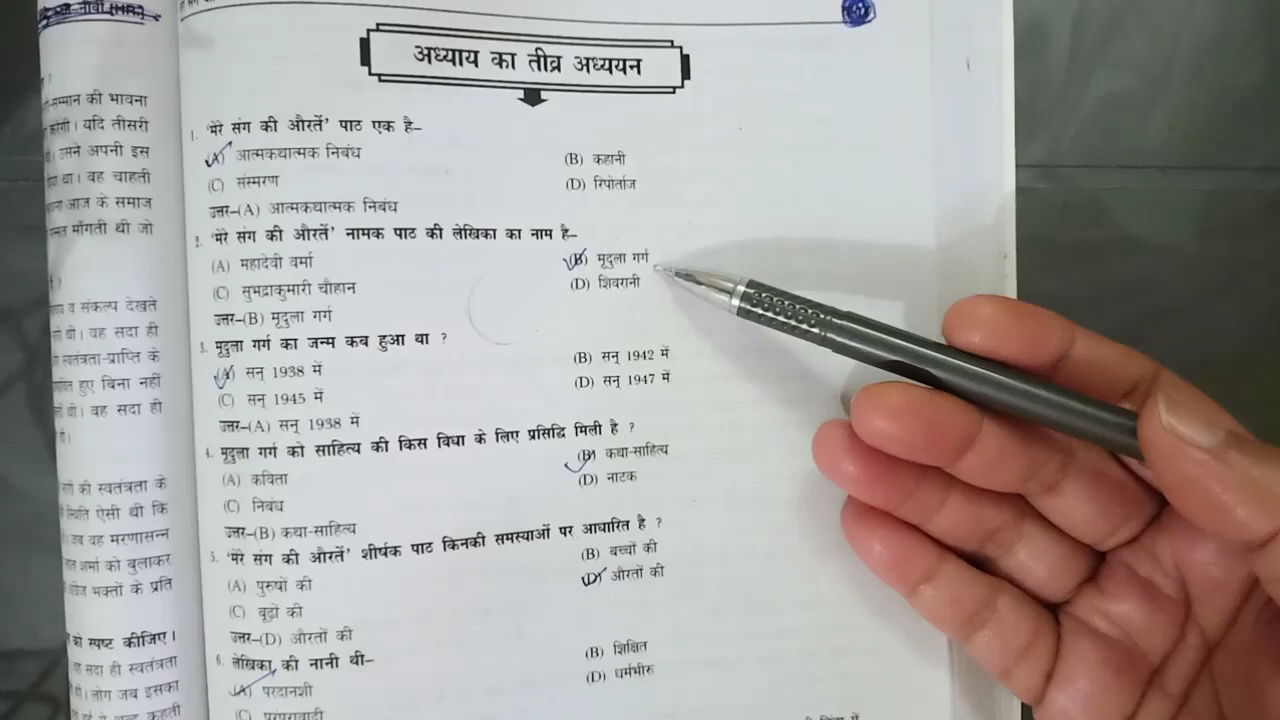 अध्याय का तीव्र अध्ययन
1. 'मेरे संग की औरतें' पाठ एक है–
(A) आत्मकथात्मक निबंध (B) कहानी
(C) संस्मरण (D) रिपोर्ताज
उत्तर–(A) आत्मकथात्मक निबंध
2. 'मेरे संग की औरतें' नामक पाठ की लेखिका का नाम है–
(A) महादेवी वर्मा (B) मृदुला गर्ग
(C) सुभद्राकुमारी चौहान (D) शिवरानी
उत्तर–(B) मृदुला गर्ग
3. मृदुला गर्ग का जन्म कब हुआ था ?
(A) सन् 1938 में (B) सन् 1942 में
(C) सन् 1945 में (D) सन् 1947 में
उत्तर–(A) सन् 1938 में
4. मृदुला गर्ग को साहित्य की किस विधा के लिए प्रसिद्धि मिली है ?
(A) कविता (B) कथा-साहित्य
(C) निबंध (D) नाटक
उत्तर–(B) कथा-साहित्य
5. 'मेरे संग की औरतें' शीर्षक पाठ किनकी समस्याओं पर आधारित है ?
(A) पुरुषों की (B) बच्चों की
(C) बूढ़ों की (D) औरतों की
उत्तर–(D) औरतों की
6. लेखिका की नानी थी–
(A) परदानशी (B) शिक्षित
(C) परंपरावादी (D) धर्मभीरु
सम्मान की भावना
करेंगी। यदि तीसरी
उसने अपनी इस
था। वह चाहती
आज के समाज
माँगती थी जो
व संकल्प देखते
थी। वह सदा ही
स्वतंत्रता-प्राप्ति के
हुए बिना नहीं
थी। वह सदा ही
की स्वतंत्रता के
स्थिति ऐसी थी कि
वह मरणासन्न
शर्मा को बुलाकर
भक्तों के प्रति
को स्पष्ट कीजिए।
सदा ही स्वतंत्रता
लोग जब इसका